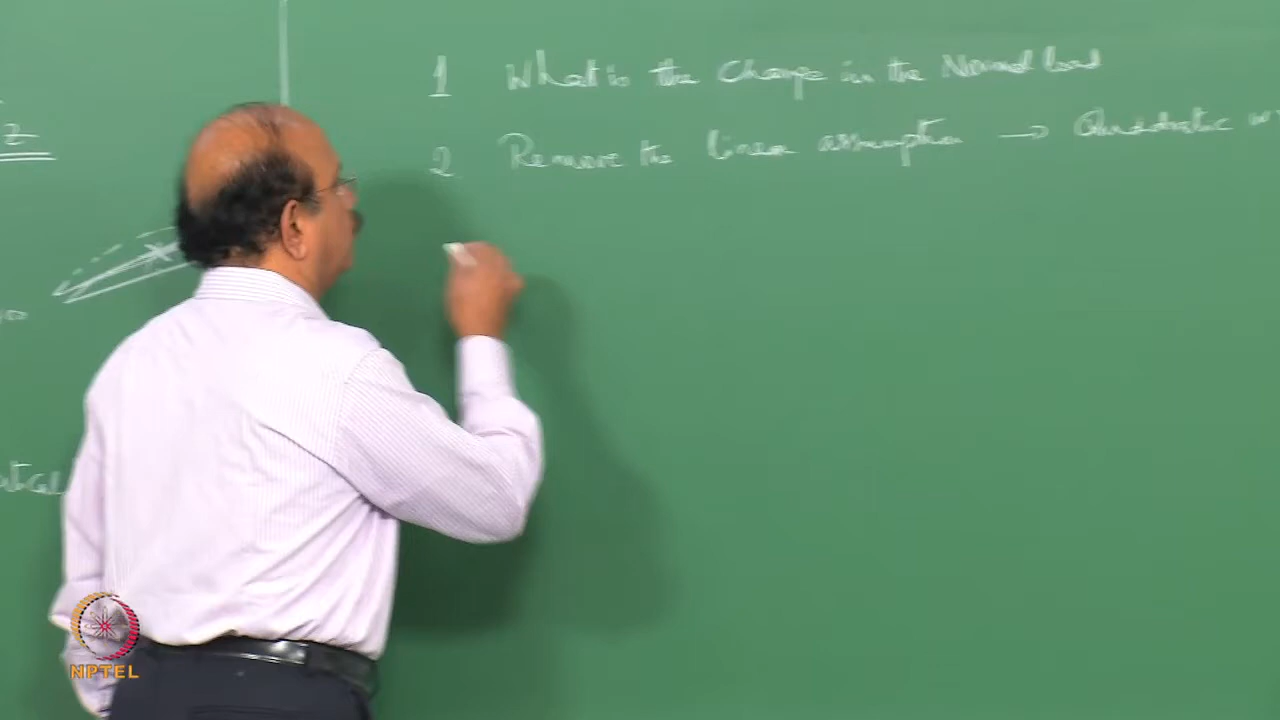 z
1 What is the Change in the Normal load
2 Remove the linear assumption → Quadratic
NPTEL